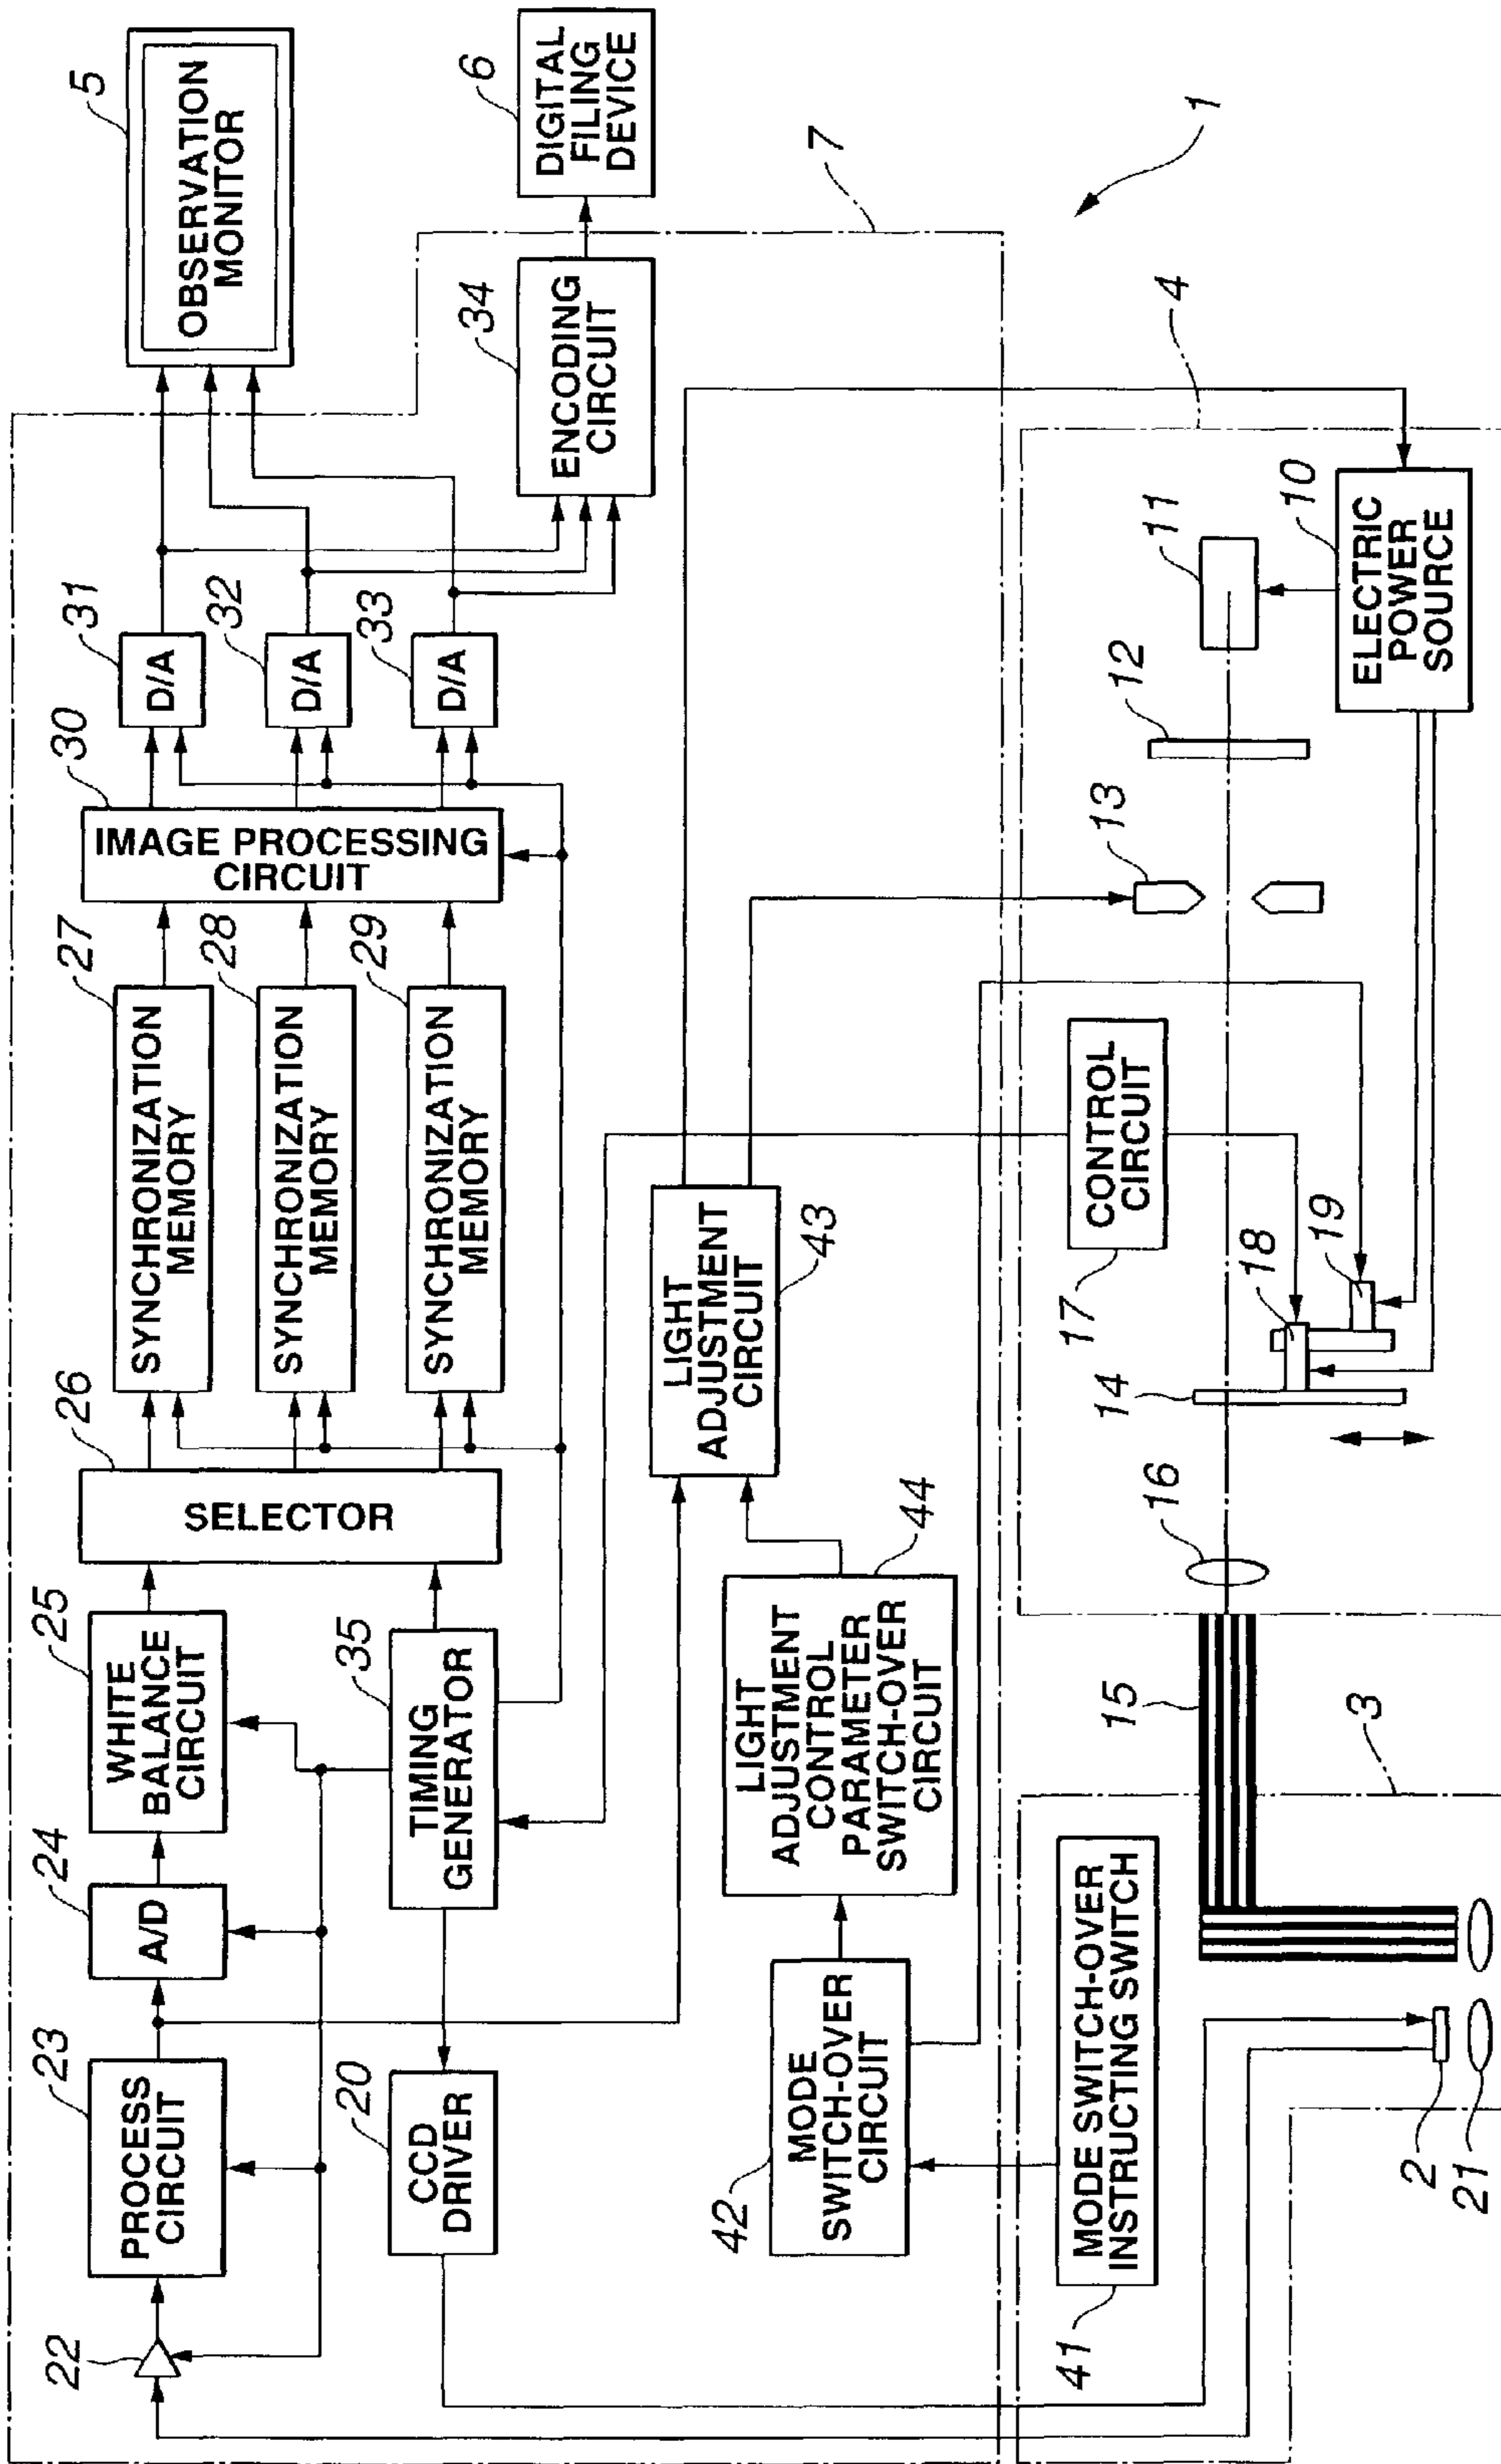 5
OBSERVATION
MONITOR
6
DIGITAL
FILING
DEVICE
7
1
34
ENCODING
CIRCUIT
31
D/A
32
D/A
33
D/A
30
IMAGE PROCESSING
CIRCUIT
27
SYNCHRONIZATION
MEMORY
28
SYNCHRONIZATION
MEMORY
29
SYNCHRONIZATION
MEMORY
26
SELECTOR
25
WHITE
BALANCE
CIRCUIT
24
A/D
23
PROCESS
CIRCUIT
22
35
TIMING
GENERATOR
20
CCD
DRIVER
LIGHT
ADJUSTMENT
CIRCUIT
43
LIGHT
ADJUSTMENT
CONTROL
PARAMETER
SWITCH-OVER
CIRCUIT
44
MODE
SWITCH-OVER
CIRCUIT
42
MODE SWITCH-OVER
INSTRUCTING SWITCH
41
4
11
10
ELECTRIC
POWER
SOURCE
12
13
CONTROL
CIRCUIT
17
18
19
14
16
15
3
2
21